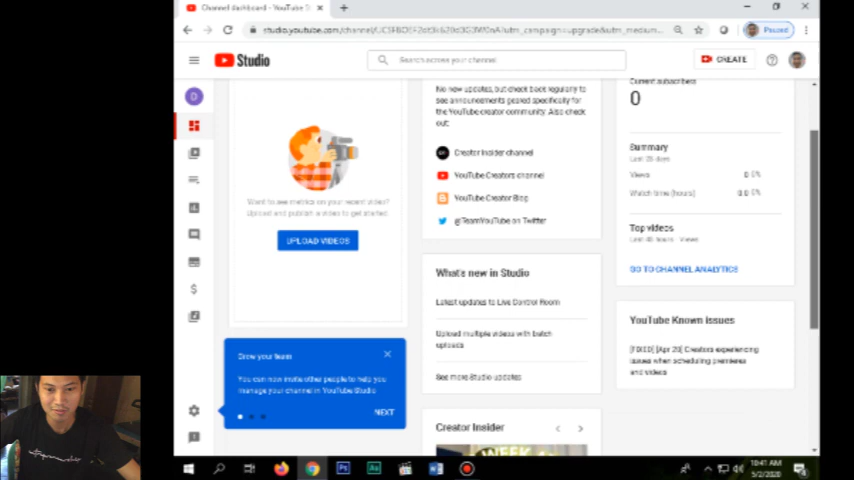 Channel dashboard - YouTube
Paused
Studio
Search across your channel
CREATE
D
Want to see metrics on your recent video?
Upload and publish a video to get started.
UPLOAD VIDEOS
Grow your team
You can now invite other people to help you
manage your channel in YouTube Studio
NEXT
No new updates, but check back regularly to
see announcements geared specifically for
the YouTube creator community. Also check
out:
Creator Insider channel
YouTube Creators channel
YouTube Creator Blog
@TeamYouTube on Twitter
What's new in Studio
Latest updates to Live Control Room
Upload multiple videos with batch
uploads
See more Studio updates
Creator Insider
WEEK
Current subscribers
0
Summary
Last 28 days
Views
0 0%
Watch time (hours)
0.0 0%
Top videos
Last 48 hours · Views
GO TO CHANNEL ANALYTICS
YouTube Known Issues
[FIXED] [Apr 29] Creators experiencing
issues when scheduling premieres
and videos
10:41 AM
5/2/2020